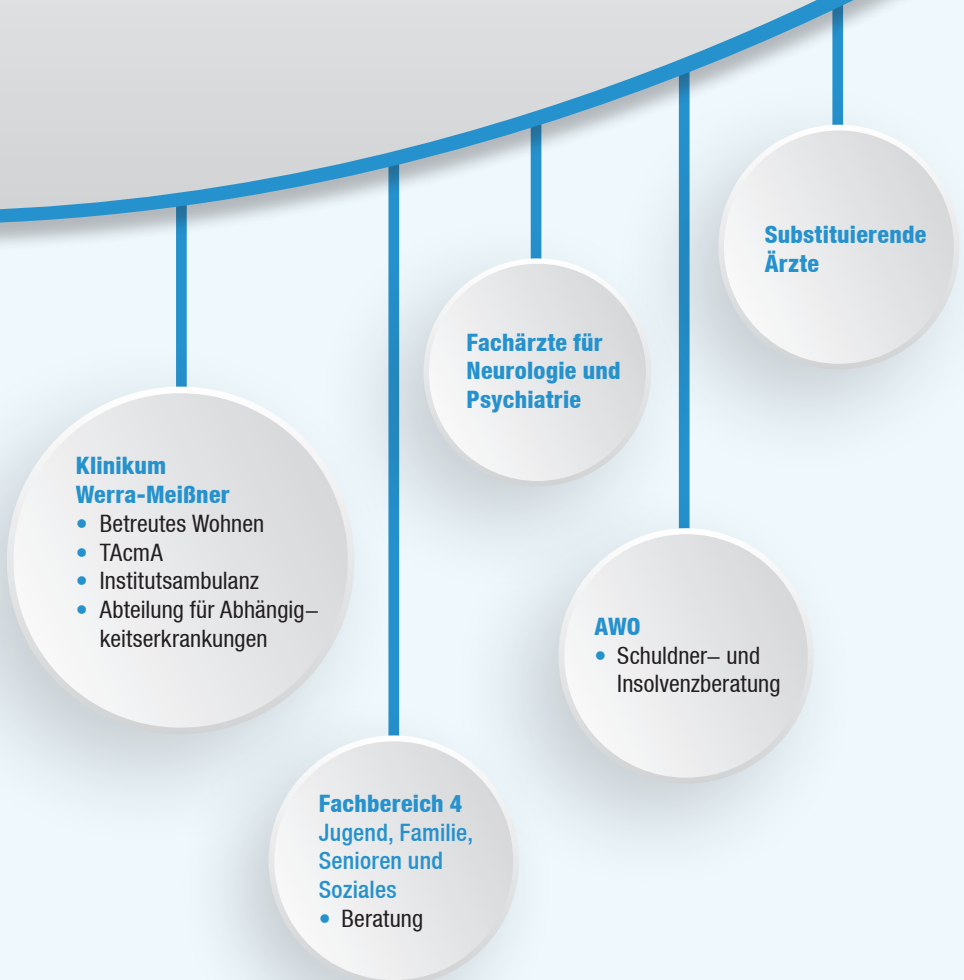 Substituierende
Ärzte
Fachärzte für
Neurologie und
Psychiatrie
Klinikum
Werra-Meißner
• Betreutes Wohnen
• TAcmA
• Institutsambulanz
• Abteilung für Abhängig–
keitserkrankungen
AWO
• Schuldner– und
Insolvenzberatung
Fachbereich 4
Jugend, Familie,
Senioren und
Soziales
• Beratung